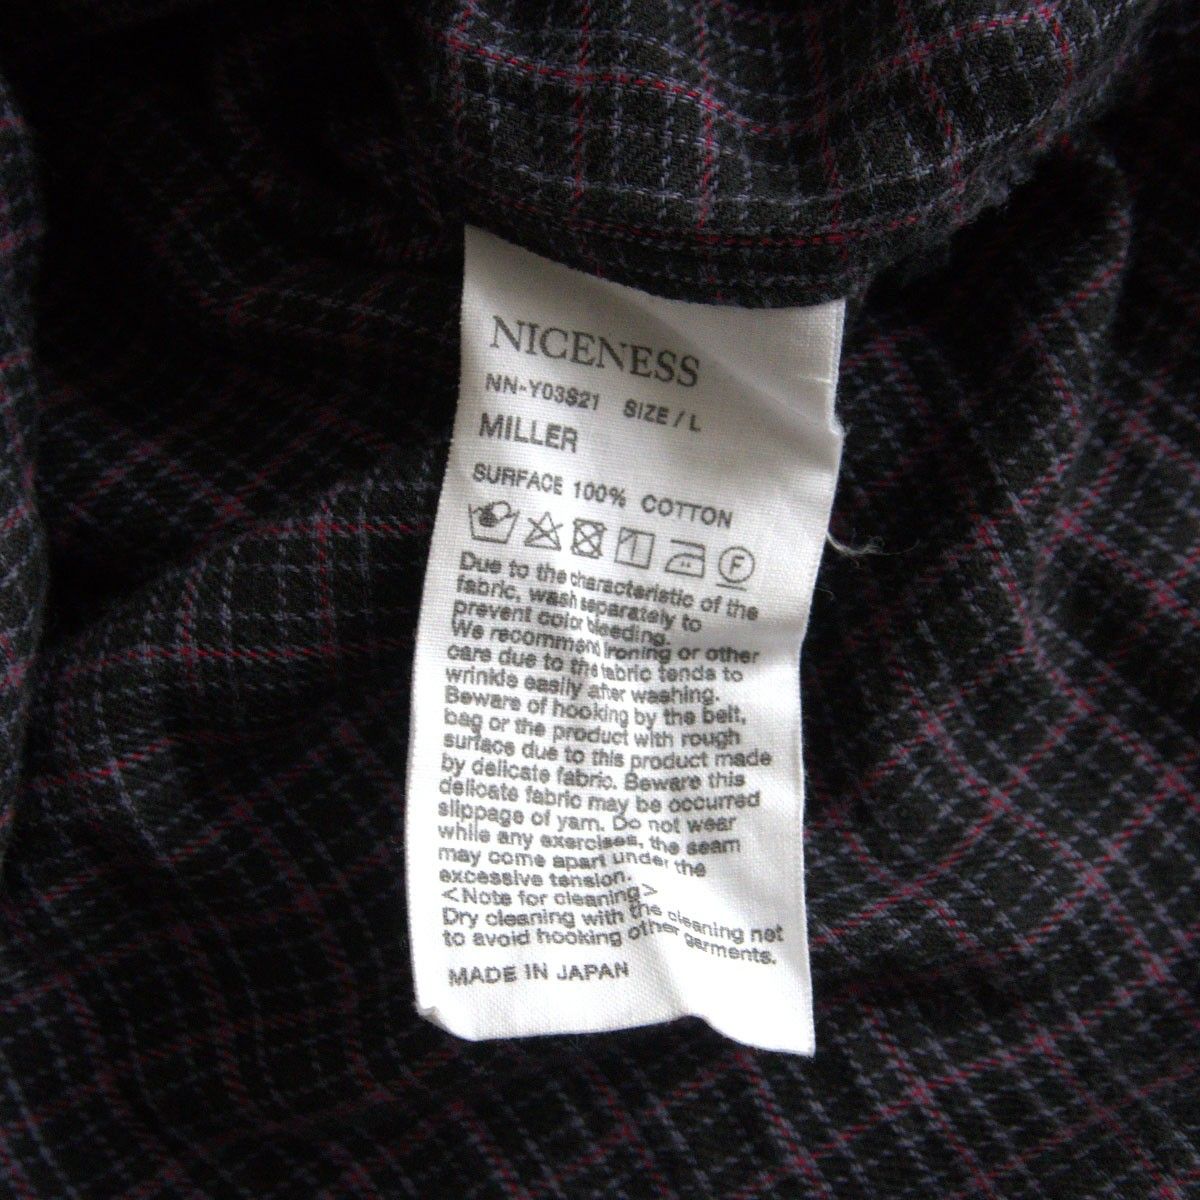 NICENESS
NN-Y03S21 SIZE / L
MILLER
SURFACE 100% COTTON
F
Due to the characteristic of the
fabric, wash separately to
prevent color bleeding.
We recommend ironing or other
care due to the fabric tends to
wrinkle easily after washing.
Beware of hooking by the belt,
bag or the product with rough
surface due to this product made
by delicate fabric. Beware this
delicate fabric may be occurred
slippage of yarn. Do not wear
while any exercises, the seam
may come apart under the
excessive tension.
<Note for cleaning>
Dry cleaning with the cleaning net
to avoid hooking other garments.
MADE IN JAPAN